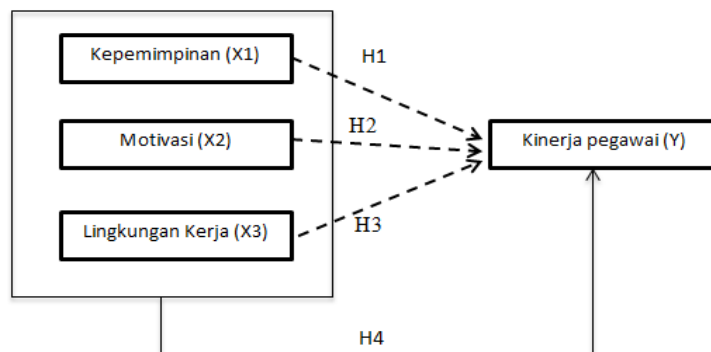 Kepemimpinan (X1)
H1
H2
Motivasi (X2)
Kinerja pegawai (Y)
Lingkungan Kerja (X3)
H3
H4